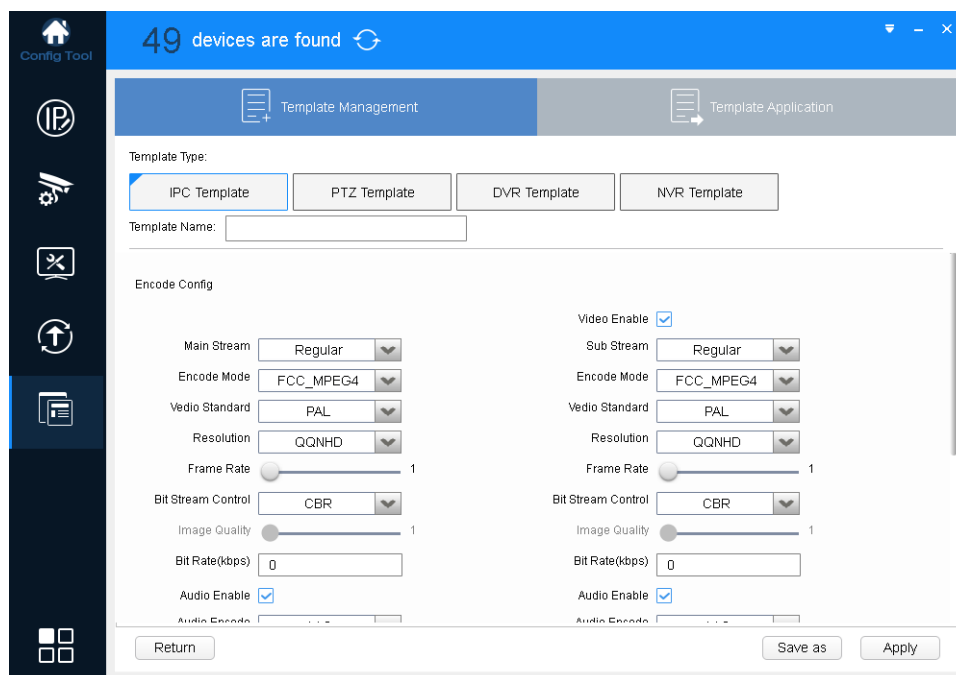 Config Tool
49 devices are found
Template Management
Template Application
Template Type:
IPC Template PTZ Template DVR Template NVR Template
Template Name:
Encode Config
Video Enable
Main Stream Regular Sub Stream Regular
Encode Mode FCC_MPEG4 Encode Mode FCC_MPEG4
Vedio Standard PAL Vedio Standard PAL
Resolution QQNHD Resolution QQNHD
Frame Rate 1 Frame Rate 1
Bit Stream Control CBR Bit Stream Control CBR
Image Quality 1 Image Quality 1
Bit Rate(kbps) 0 Bit Rate(kbps) 0
Audio Enable Audio Enable
Audio Encode Audio Encode
Return Save as Apply